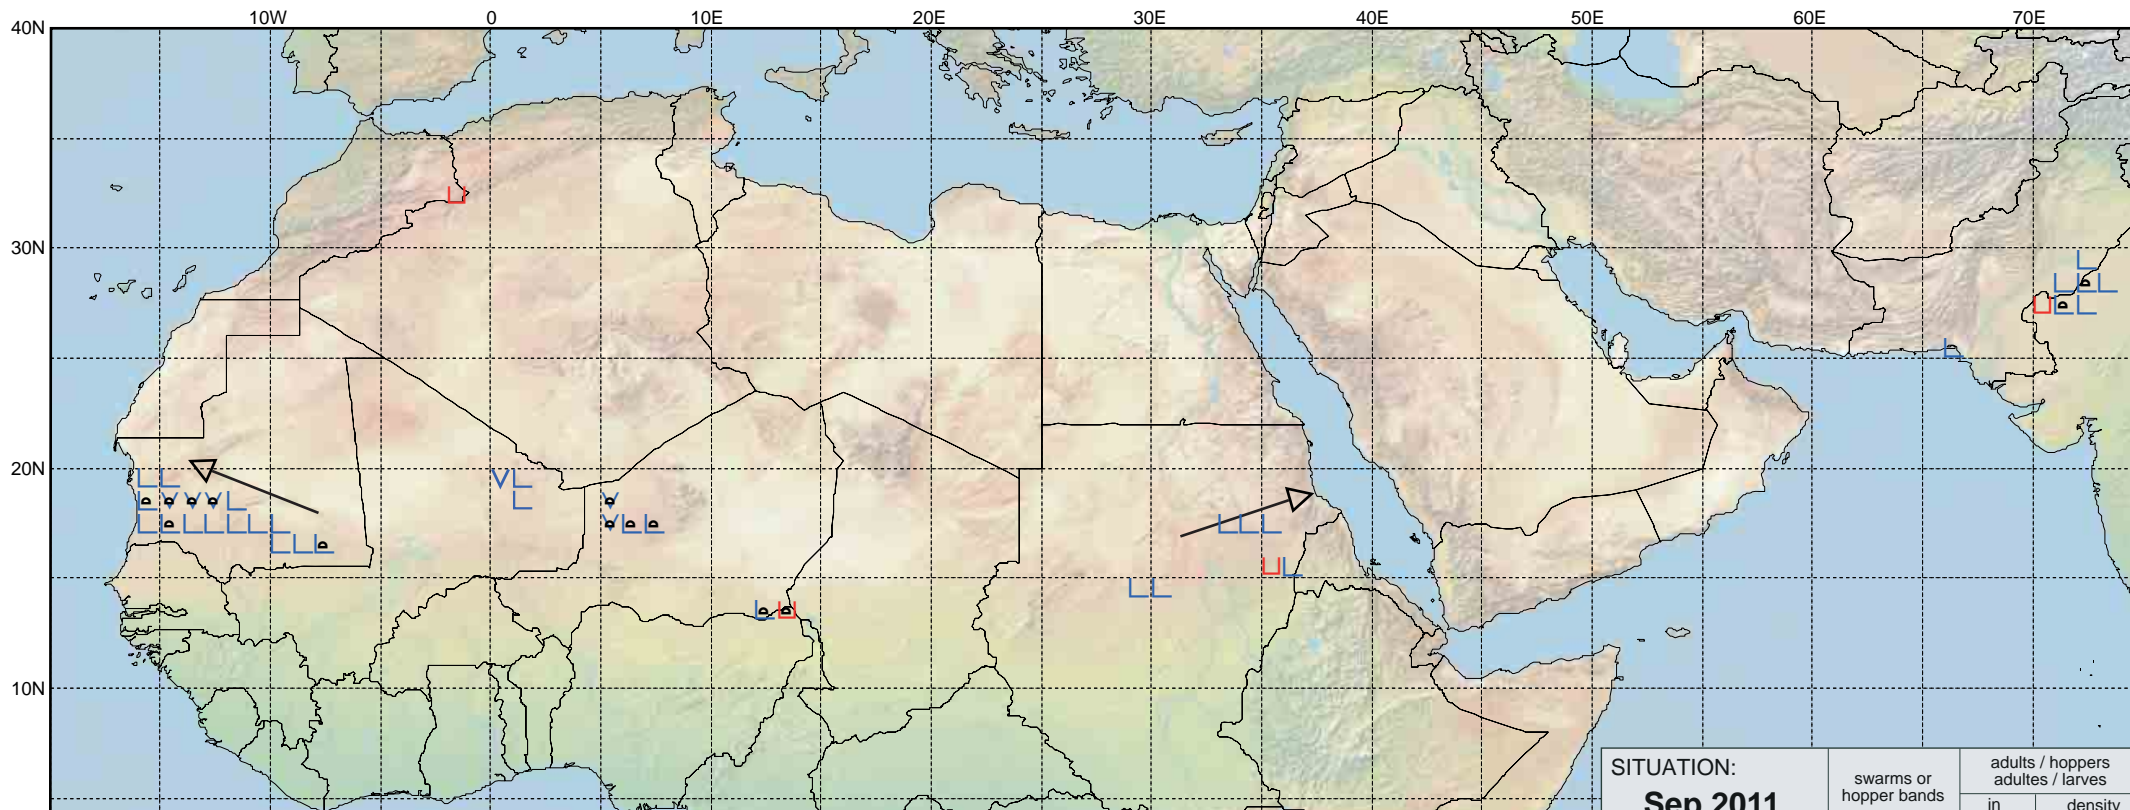 10W 0 10E 20E 30E 40E 50E 60E 70E
40N
30N
20N
10N
SITUATION:
Sep 2011
swarms or
hopper bands
adults / hoppers
adultes / larves
in density